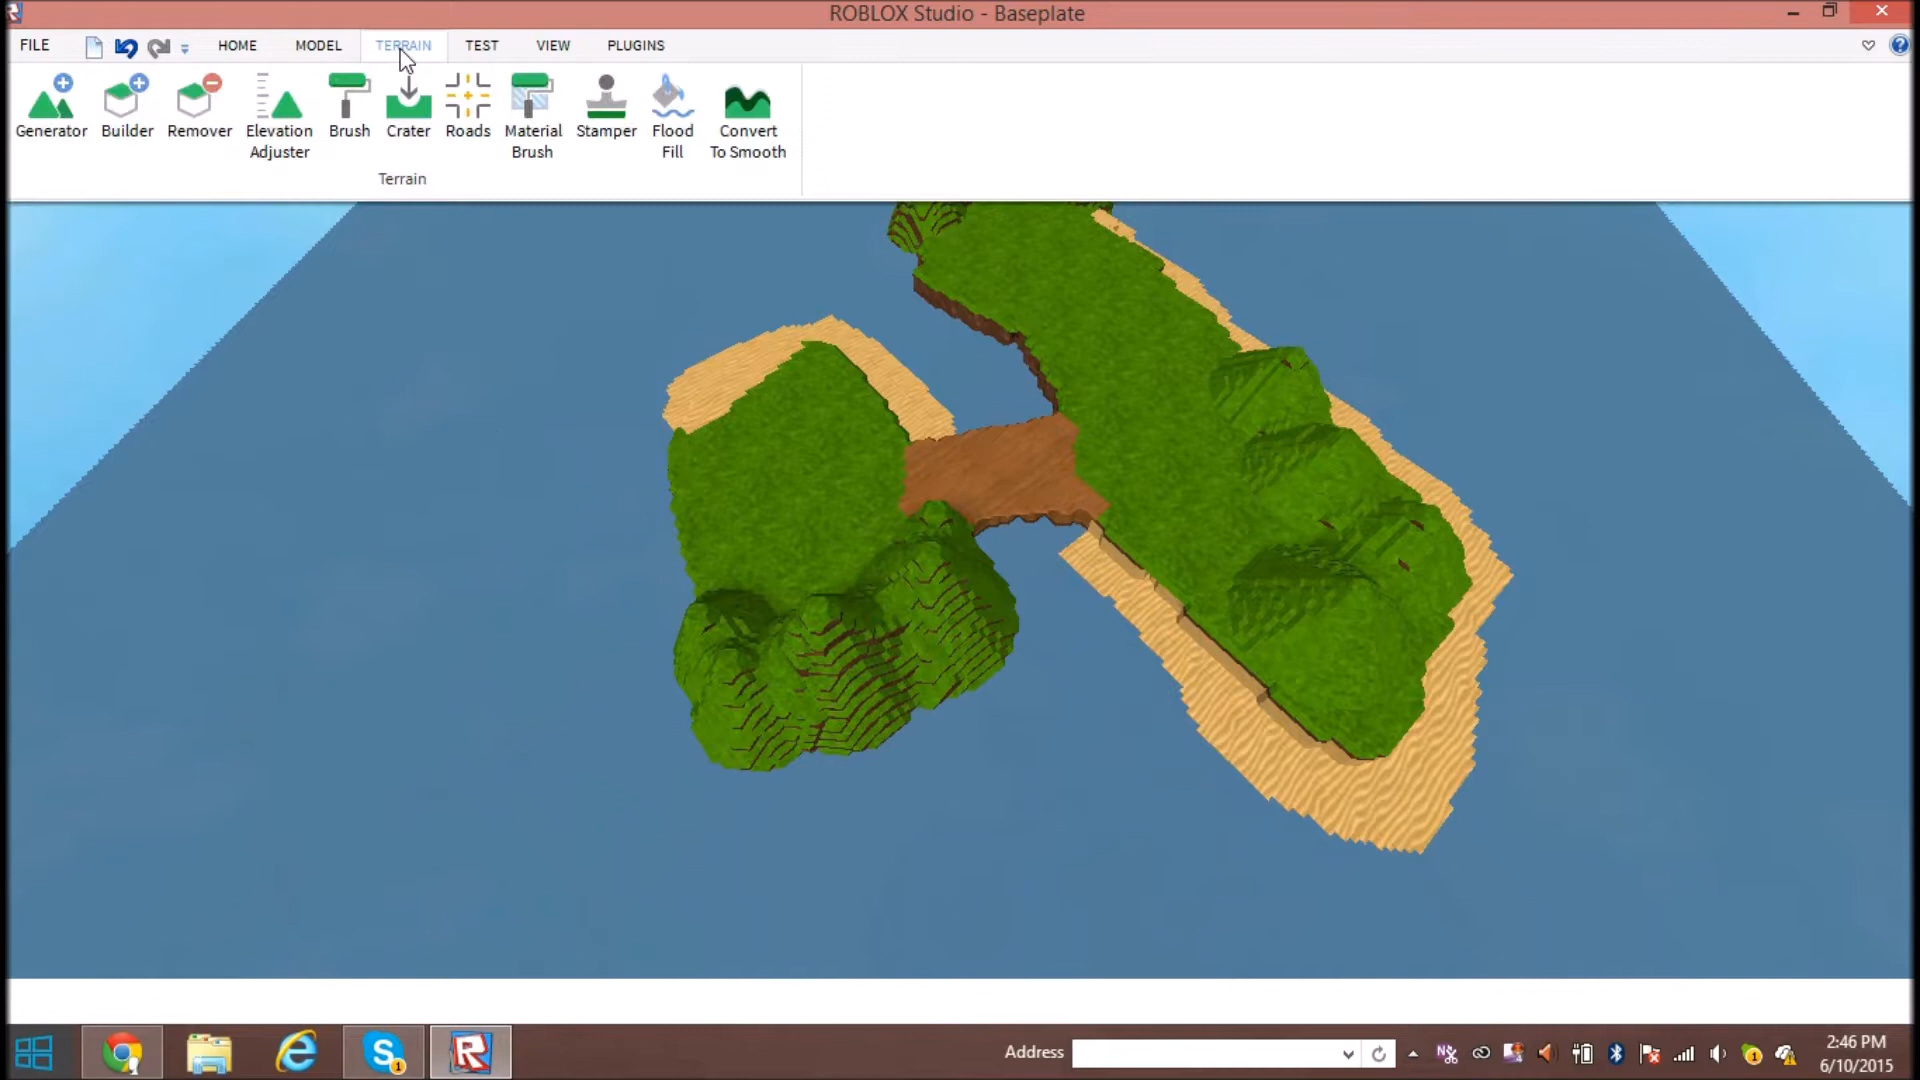 ROBLOX Studio - Baseplate
FILE HOME MODEL TERRAIN TEST VIEW PLUGINS
Generator Builder Remover Elevation Adjuster Brush Crater Roads Material Brush Stamper Flood Fill Convert To Smooth
Terrain
Address
2:46 PM
6/10/2015